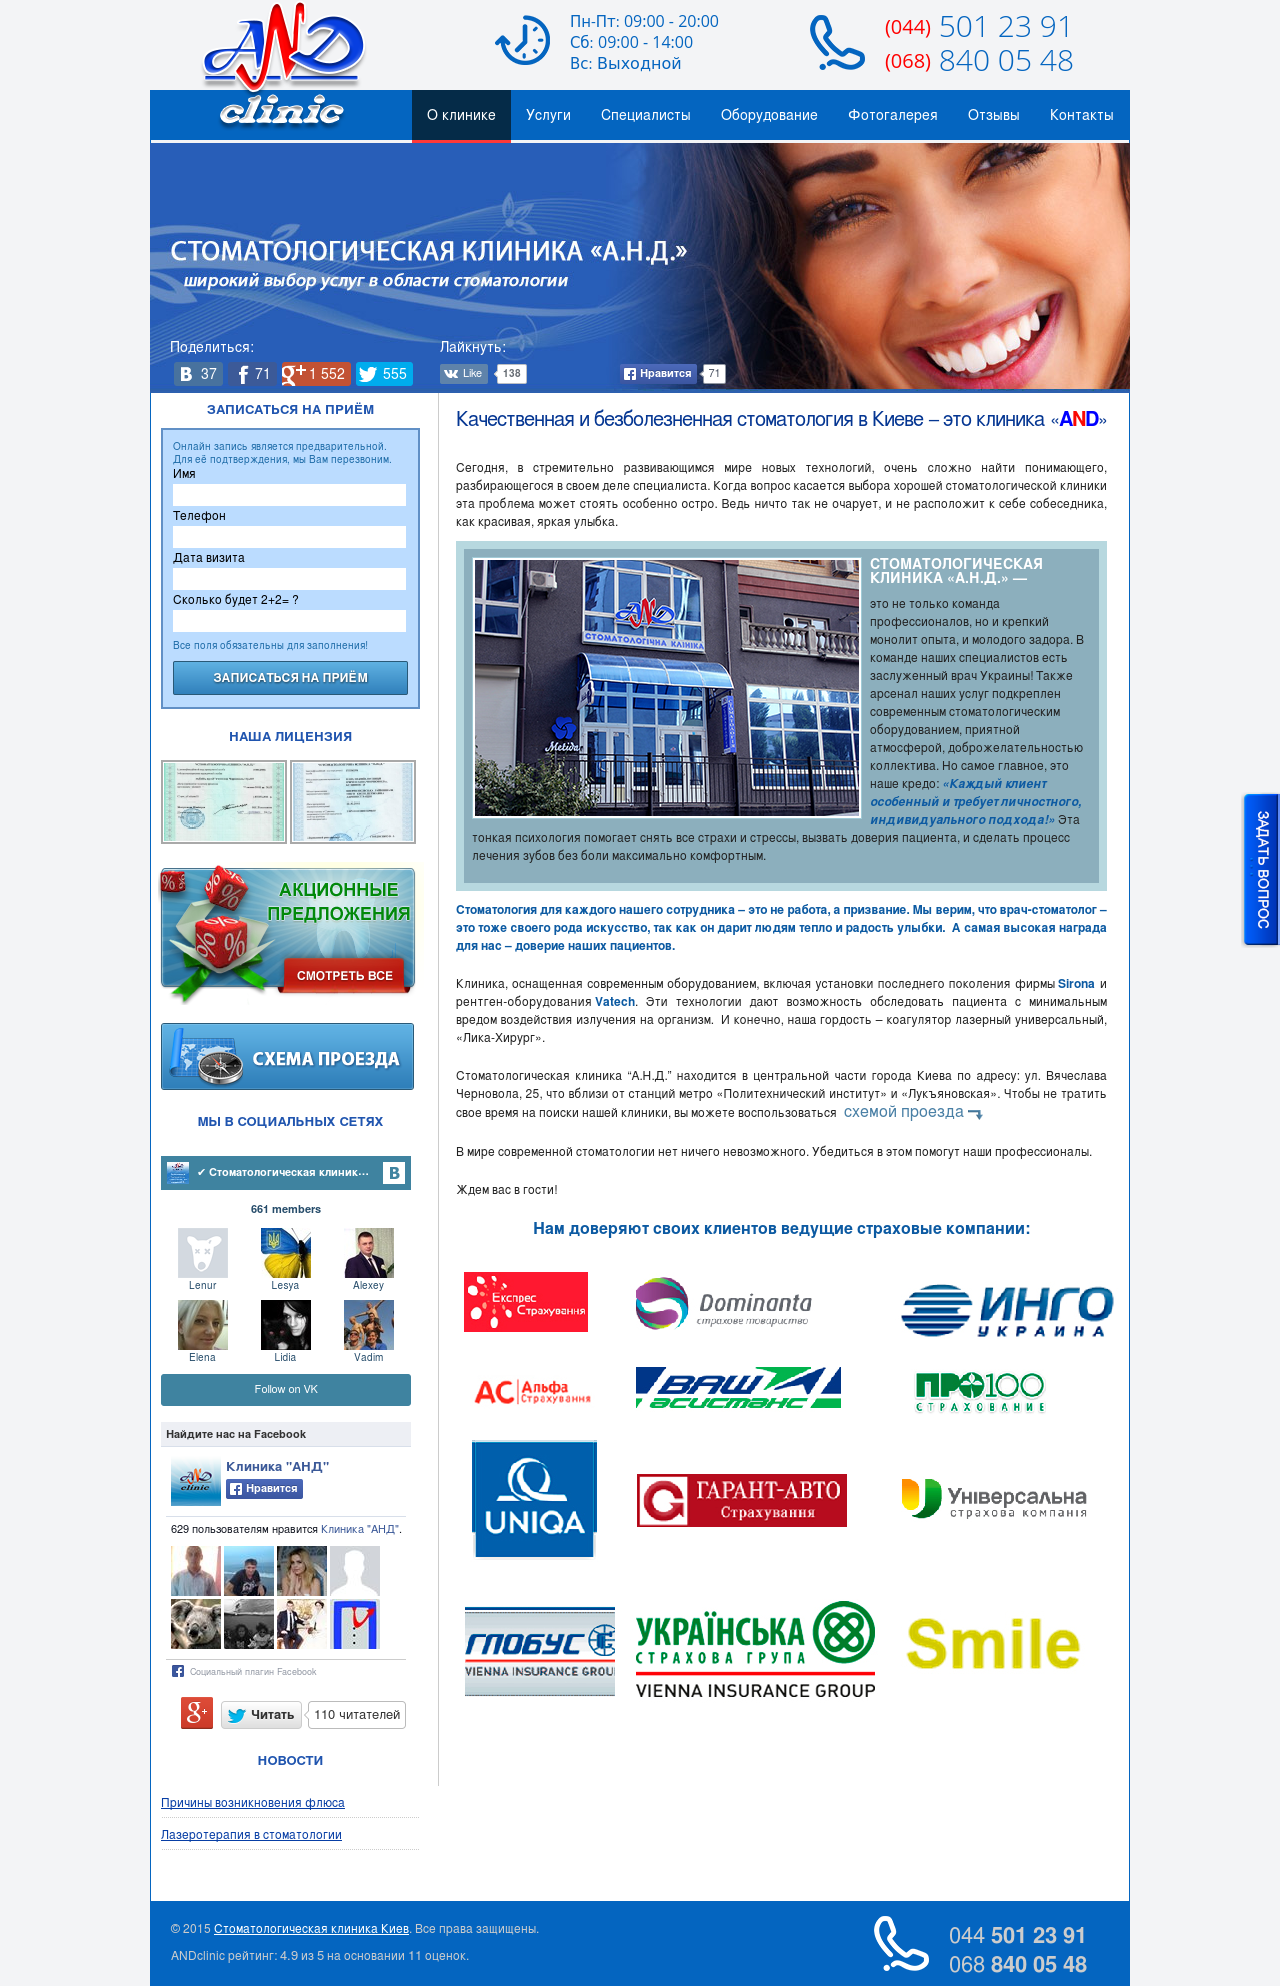 AND
clinic
Пн-Пт: 09:00 - 20:00
Сб: 09:00 - 14:00
Вс: Выходной
(044) 501 23 91
(068) 840 05 48
О клинике Услуги Специалисты Оборудование Фотогалерея Отзывы Контакты
СТОМАТОЛОГИЧЕСКАЯ КЛИНИКА «А.Н.Д.»
широкий выбор услуг в области стоматологии
Поделиться:
37 71 1 552 555
Лайкнуть:
Like 138
Нравится 71
ЗАПИСАТЬСЯ НА ПРИЁМ
Онлайн запись является предварительной.
Для её подтверждения, мы Вам перезвоним.
Имя
Телефон
Дата визита
Сколько будет 2+2= ?
Все поля обязательны для заполнения!
ЗАПИСАТЬСЯ НА ПРИЁМ
НАША ЛИЦЕНЗИЯ
АКЦИОННЫЕ
ПРЕДЛОЖЕНИЯ
СМОТРЕТЬ ВСЕ
СХЕМА ПРОЕЗДА
МЫ В СОЦИАЛЬНЫХ СЕТЯХ
✔ Стоматологическая клиник...
661 members
Lenur Lesya Alexey
Elena Lidia Vadim
Follow on VK
Найдите нас на Facebook
Клиника "АНД"
Нравится
629 пользователям нравится Клиника "АНД".
Социальный плагин Facebook
Читать 110 читателей
НОВОСТИ
Причины возникновения флюса
Лазеротерапия в стоматологии
Качественная и безболезненная стоматология в Киеве – это клиника «AND»
Сегодня, в стремительно развивающимся мире новых технологий, очень сложно найти понимающего,
разбирающегося в своем деле специалиста. Когда вопрос касается выбора хорошей стоматологической клиники
эта проблема может стоять особенно остро. Ведь ничто так не очарует, и не расположит к себе собеседника,
как красивая, яркая улыбка.
AND
СТОМАТОЛОГІЧНА КЛІНІКА
Metidar
СТОМАТОЛОГИЧЕСКАЯ
КЛИНИКА «А.Н.Д.» —
это не только команда
профессионалов, но и крепкий
монолит опыта, и молодого задора. В
команде наших специалистов есть
заслуженный врач Украины! Также
арсенал наших услуг подкреплен
современным стоматологическим
оборудованием, приятной
атмосферой, доброжелательностью
коллектива. Но самое главное, это
наше кредо: «Каждый клиент
особенный и требует личностного,
индивидуального подхода!» Эта
тонкая психология помогает снять все страхи и стрессы, вызвать доверия пациента, и сделать процесс
лечения зубов без боли максимально комфортным.
Стоматология для каждого нашего сотрудника – это не работа, а призвание. Мы верим, что врач-стоматолог –
это тоже своего рода искусство, так как он дарит людям тепло и радость улыбки. А самая высокая награда
для нас – доверие наших пациентов.
Клиника, оснащенная современным оборудованием, включая установки последнего поколения фирмы Sirona и
рентген-оборудования Vatech. Эти технологии дают возможность обследовать пациента с минимальным
вредом воздействия излучения на организм. И конечно, наша гордость – коагулятор лазерный универсальный,
«Лика-Хирург».
Стоматологическая клиника “А.Н.Д.” находится в центральной части города Киева по адресу: ул. Вячеслава
Черновола, 25, что вблизи от станций метро «Политехнический институт» и «Лукъяновская». Чтобы не тратить
свое время на поиски нашей клиники, вы можете воспользоваться схемой проезда
В мире современной стоматологии нет ничего невозможного. Убедиться в этом помогут наши профессионалы.
Ждем вас в гости!
Нам доверяют своих клиентов ведущие страховые компании:
Експрес
Страхування
Dominanta
страхове товариство
ИНГО
УКРАИНА
АС Альфа
Страхування
ВАШ
АСИСТАНС
ПРО100
СТРАХОВАНИЕ
UNIQA
ГАРАНТ-АВТО
Страхування
Універсальна
страхова компанія
ГЛОБУС
VIENNA INSURANCE GROUP
УКРАЇНСЬКА
СТРАХОВА ГРУПА
VIENNA INSURANCE GROUP
Smile
ЗАДАТЬ ВОПРОС
© 2015 Стоматологическая клиника Киев. Все права защищены.
ANDclinic рейтинг: 4.9 из 5 на основании 11 оценок.
044 501 23 91
068 840 05 48